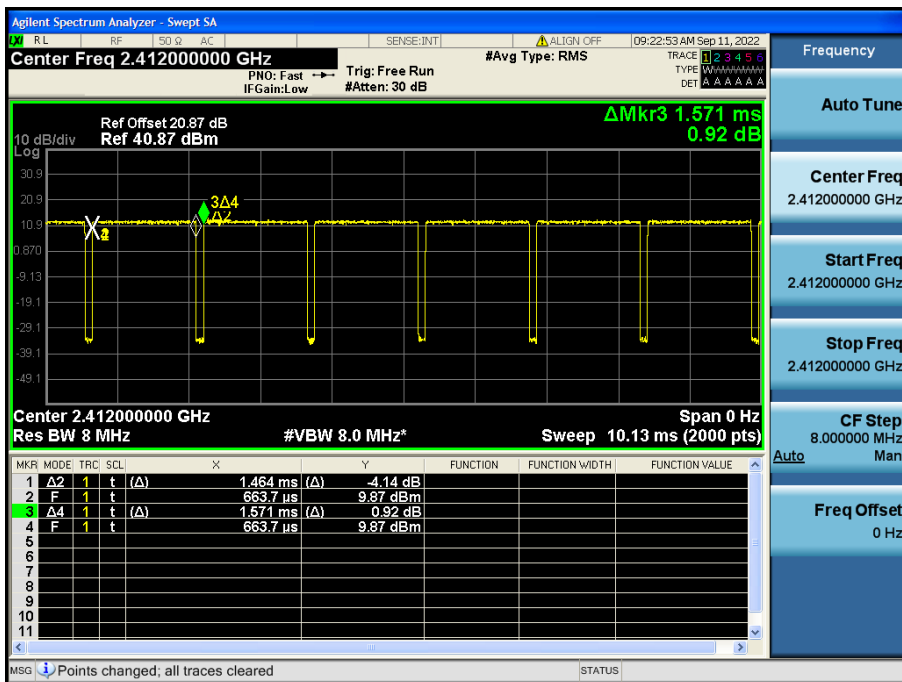 Agilent Spectrum Analyzer - Swept SA
LXI RL RF 50 Ω AC SENSE:INT ALIGN OFF 09:22:53 AM Sep 11, 2022
Center Freq 2.412000000 GHz
PNO: Fast
IFGain:Low
Trig: Free Run
#Atten: 30 dB
#Avg Type: RMS
TRACE 1 2 3 4 5 6
TYPE WWWWWW
DET A A A A A A
ΔMkr3 1.571 ms
0.92 dB
Ref Offset 20.87 dB
10 dB/div Ref 40.87 dBm
Log
30.9
20.9
10.9
0.870
-9.13
-19.1
-29.1
-39.1
-49.1
3Δ4
Center 2.412000000 GHz Span 0 Hz
Res BW 8 MHz #VBW 8.0 MHz* Sweep 10.13 ms (2000 pts)
MKR MODE TRC SCL X Y FUNCTION FUNCTION WIDTH FUNCTION VALUE
1 Δ2 1 t (Δ) 1.464 ms (Δ) -4.14 dB
2 F 1 t 663.7 µs 9.87 dBm
3 Δ4 1 t (Δ) 1.571 ms (Δ) 0.92 dB
4 F 1 t 663.7 µs 9.87 dBm
5
6
7
8
9
10
11
MSG Points changed; all traces cleared STATUS
Frequency
Auto Tune
Center Freq
2.412000000 GHz
Start Freq
2.412000000 GHz
Stop Freq
2.412000000 GHz
CF Step
8.000000 MHz
Auto Man
Freq Offset
0 Hz